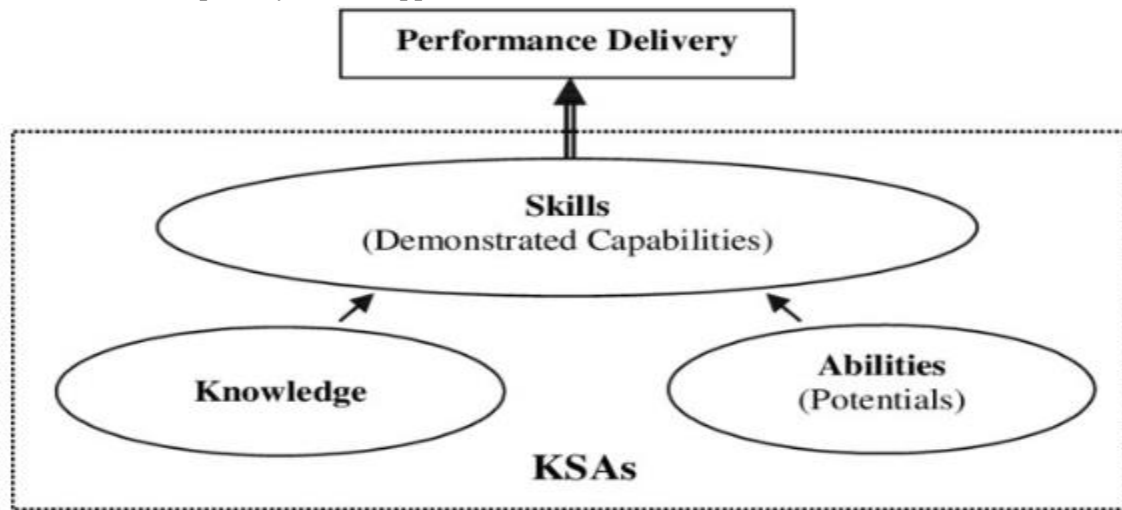 Performance Delivery
Skills
(Demonstrated Capabilities)
Knowledge
Abilities
(Potentials)
KSAs